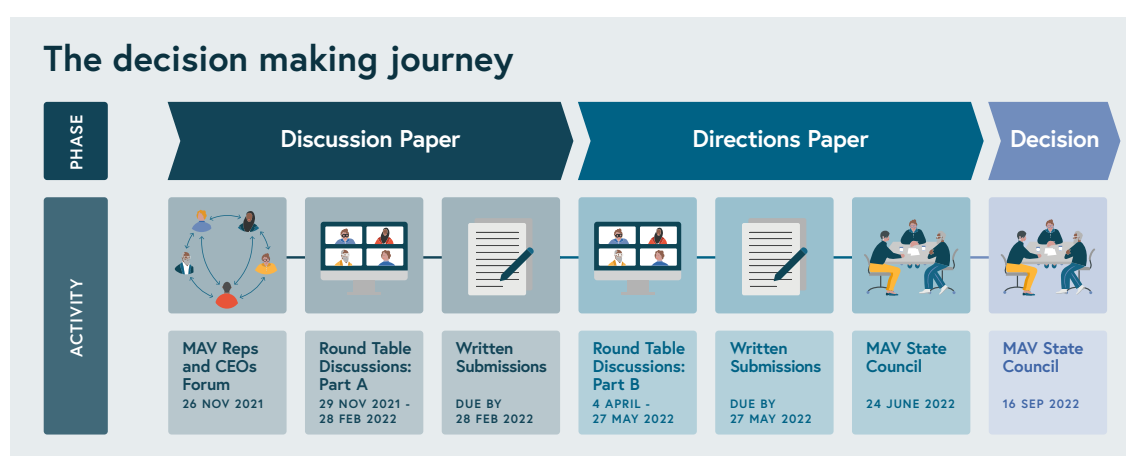 The decision making journey
PHASE
Discussion Paper
Directions Paper
Decision
ACTIVITY
MAV Reps
and CEOs
Forum
26 NOV 2021
Round Table
Discussions:
Part A
29 NOV 2021 -
28 FEB 2022
Written
Submissions
DUE BY
28 FEB 2022
Round Table
Discussions:
Part B
4 APRIL -
27 MAY 2022
Written
Submissions
DUE BY
27 MAY 2022
MAV State
Council
24 JUNE 2022
MAV State
Council
16 SEP 2022